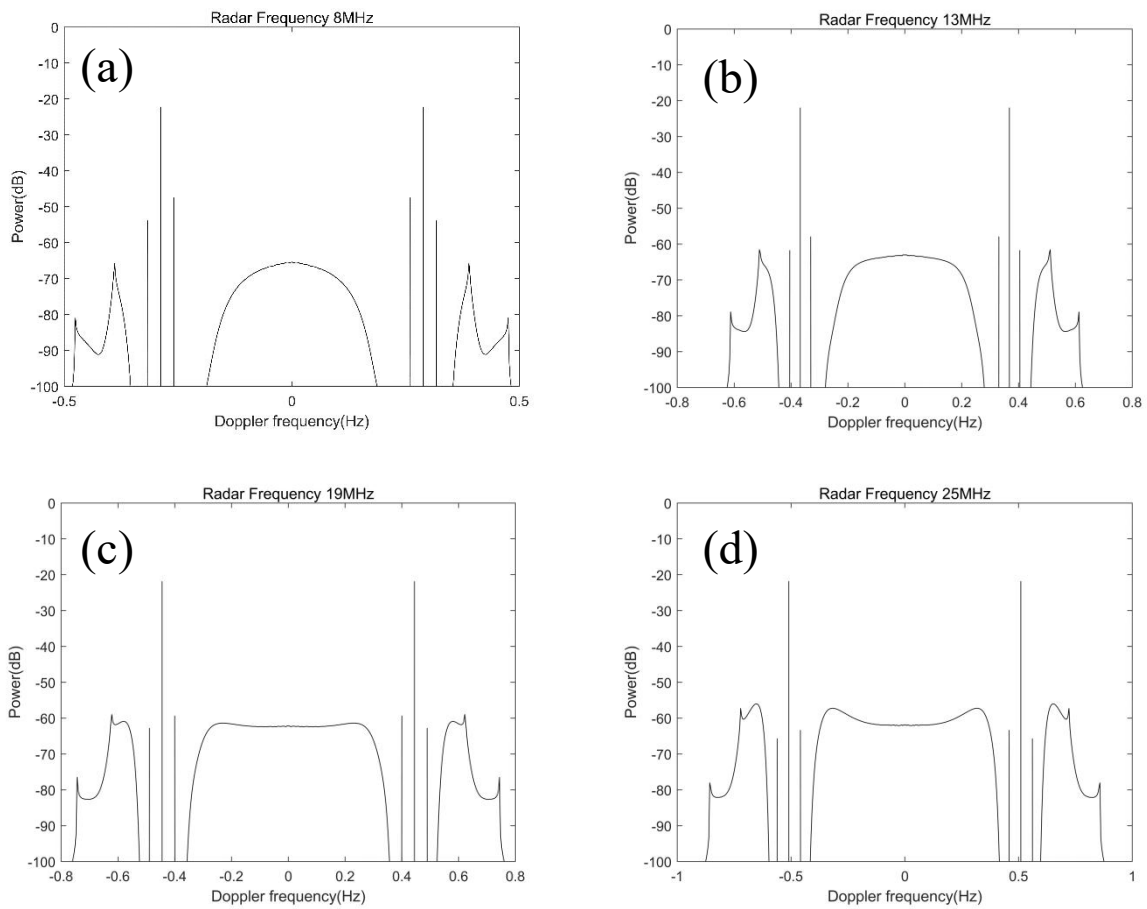 Radar Frequency 8MHz
(a)
0
-10
-20
-30
-40
-50
-60
-70
-80
-90
-100
Power(dB)
-0.5 0 0.5
Doppler frequency(Hz)
Radar Frequency 13MHz
(b)
0
-10
-20
-30
-40
-50
-60
-70
-80
-90
-100
Power(dB)
-0.8 -0.6 -0.4 -0.2 0 0.2 0.4 0.6 0.8
Doppler frequency(Hz)
Radar Frequency 19MHz
(c)
0
-10
-20
-30
-40
-50
-60
-70
-80
-90
-100
Power(dB)
-0.8 -0.6 -0.4 -0.2 0 0.2 0.4 0.6 0.8
Doppler frequency(Hz)
Radar Frequency 25MHz
(d)
0
-10
-20
-30
-40
-50
-60
-70
-80
-90
-100
Power(dB)
-1 -0.5 0 0.5 1
Doppler frequency(Hz)